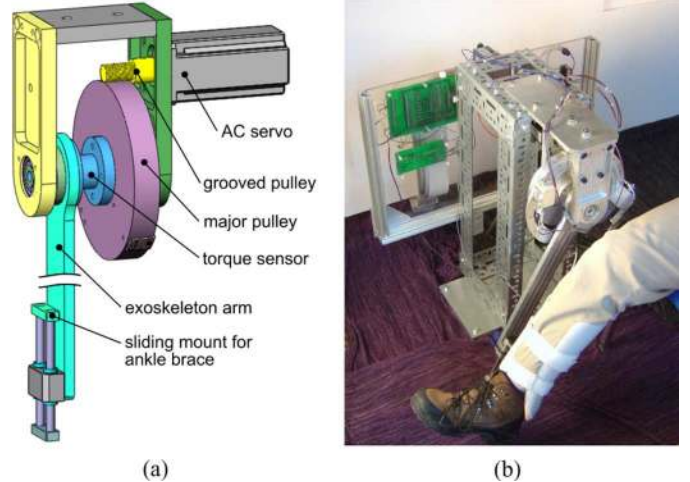 AC servo
grooved pulley
major pulley
torque sensor
exoskeleton arm
sliding mount for
ankle brace
(a)
(b)